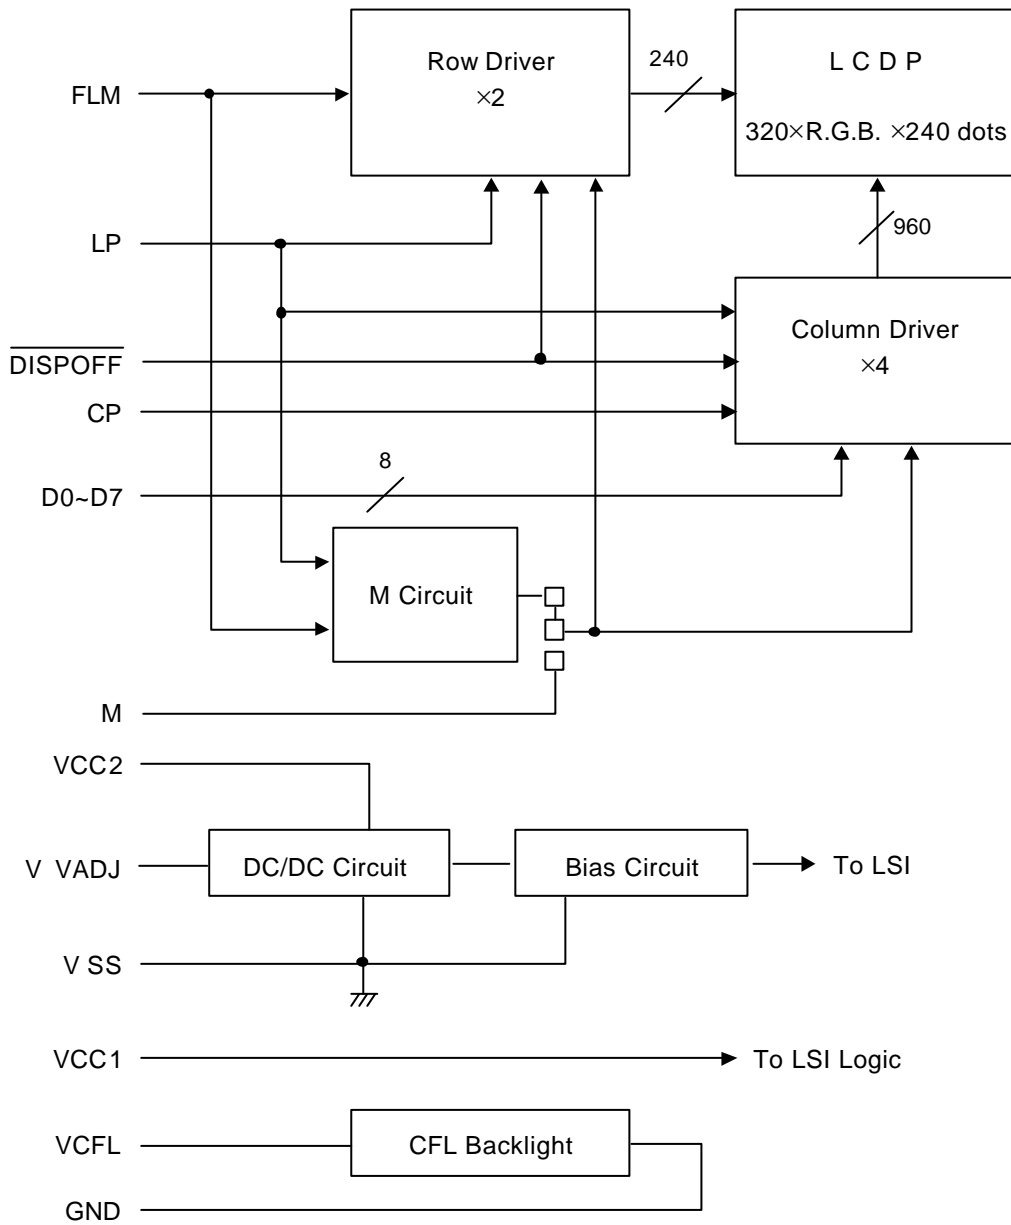 Row Driver
×2
240
L C D P
320×R.G.B. ×240 dots
FLM
LP
960
Column Driver
×4
DISPOFF
CP
8
D0~D7
M Circuit
M
VCC2
V VADJ
DC/DC Circuit
Bias Circuit
To LSI
V SS
VCC1
To LSI Logic
VCFL
CFL Backlight
GND